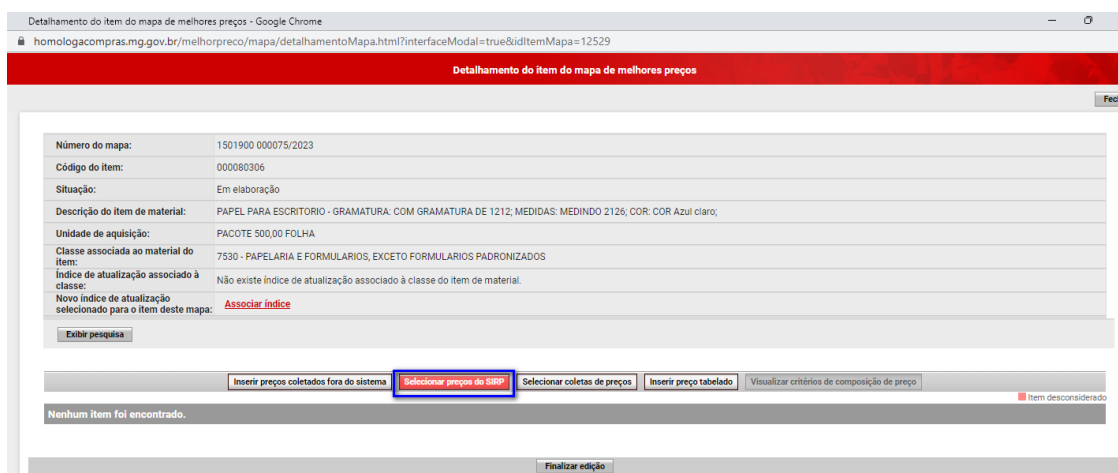 Detalhamento do item do mapa de melhores preços - Google Chrome
homologacompras.mg.gov.br/melhorpreco/mapa/detalhamentoMapa.html?interfaceModal=true&idItemMapa=12529
Detalhamento do item do mapa de melhores preços
Fec
Número do mapa: 1501900 000075/2023
Código do item: 000080306
Situação: Em elaboração
Descrição do item de material: PAPEL PARA ESCRITORIO - GRAMATURA: COM GRAMATURA DE 1212; MEDIDAS: MEDINDO 2126; COR: COR Azul claro;
Unidade de aquisição: PACOTE 500,00 FOLHA
Classe associada ao material do
item: 7530 - PAPELARIA E FORMULARIOS, EXCETO FORMULARIOS PADRONIZADOS
Índice de atualização associado à
classe: Não existe índice de atualização associado à classe do item de material.
Novo índice de atualização
selecionado para o item deste mapa: Associar índice
Exibir pesquisa
Inserir preços coletados fora do sistema Selecionar preços do SIRP Selecionar coletas de preços Inserir preço tabelado Visualizar critérios de composição de preço
Item desconsiderado
Nenhum item foi encontrado.
Finalizar edição